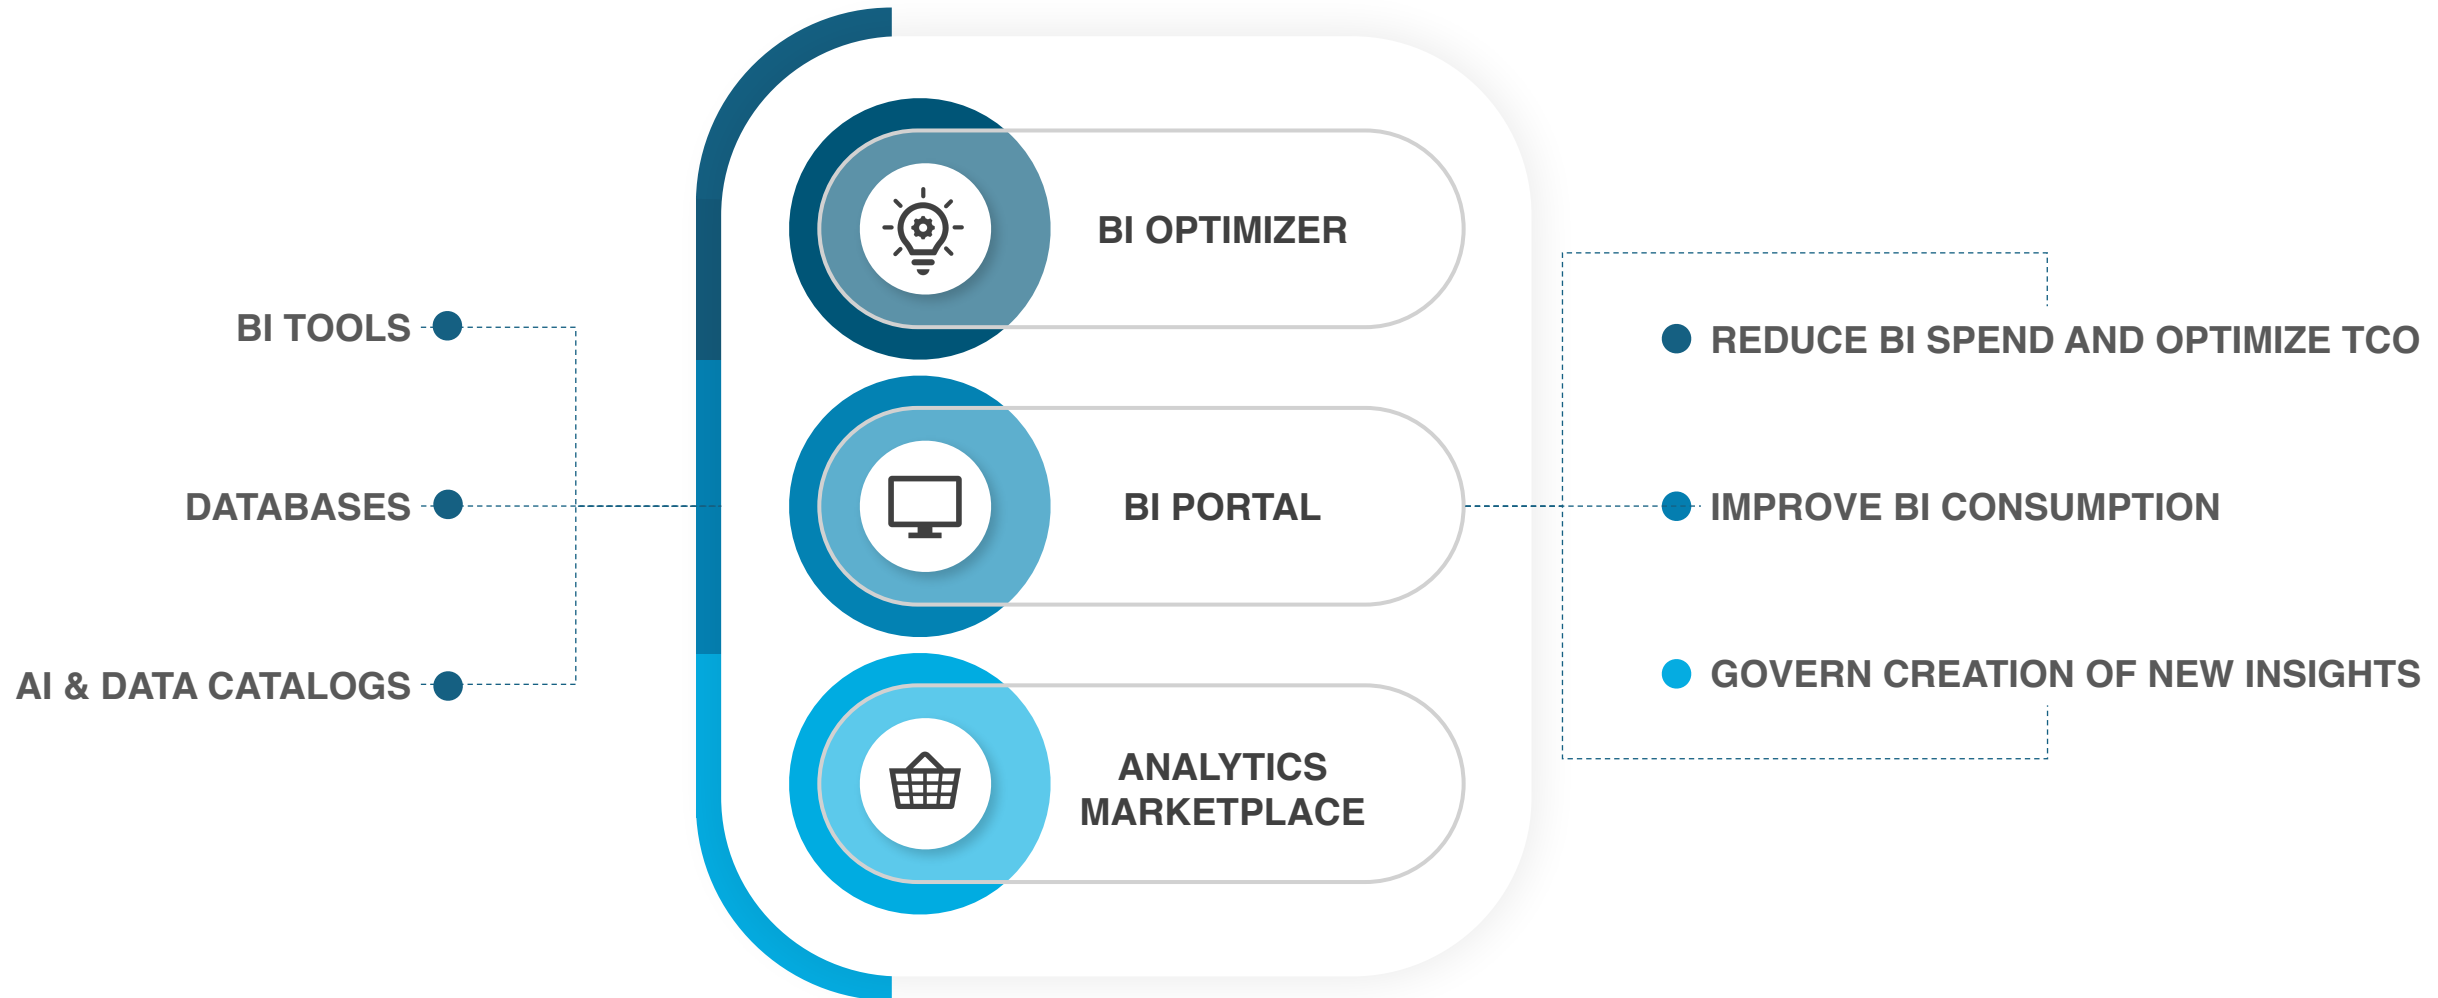 BI TOOLS
DATABASES
AI & DATA CATALOGS
BI OPTIMIZER
BI PORTAL
ANALYTICS
MARKETPLACE
REDUCE BI SPEND AND OPTIMIZE TCO
IMPROVE BI CONSUMPTION
GOVERN CREATION OF NEW INSIGHTS